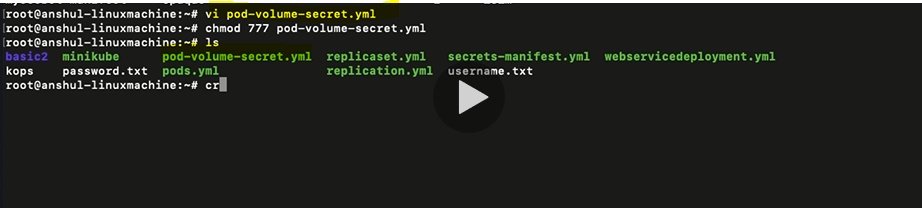 root@anshul-linuxmachine:~# vi pod-volume-secret.yml
root@anshul-linuxmachine:~# chmod 777 pod-volume-secret.yml
root@anshul-linuxmachine:~# ls
basic2 minikube pod-volume-secret.yml replicaset.yml secrets-manifest.yml webservicedeployment.yml
kops password.txt pods.yml replication.yml username.txt
root@anshul-linuxmachine:~# cr